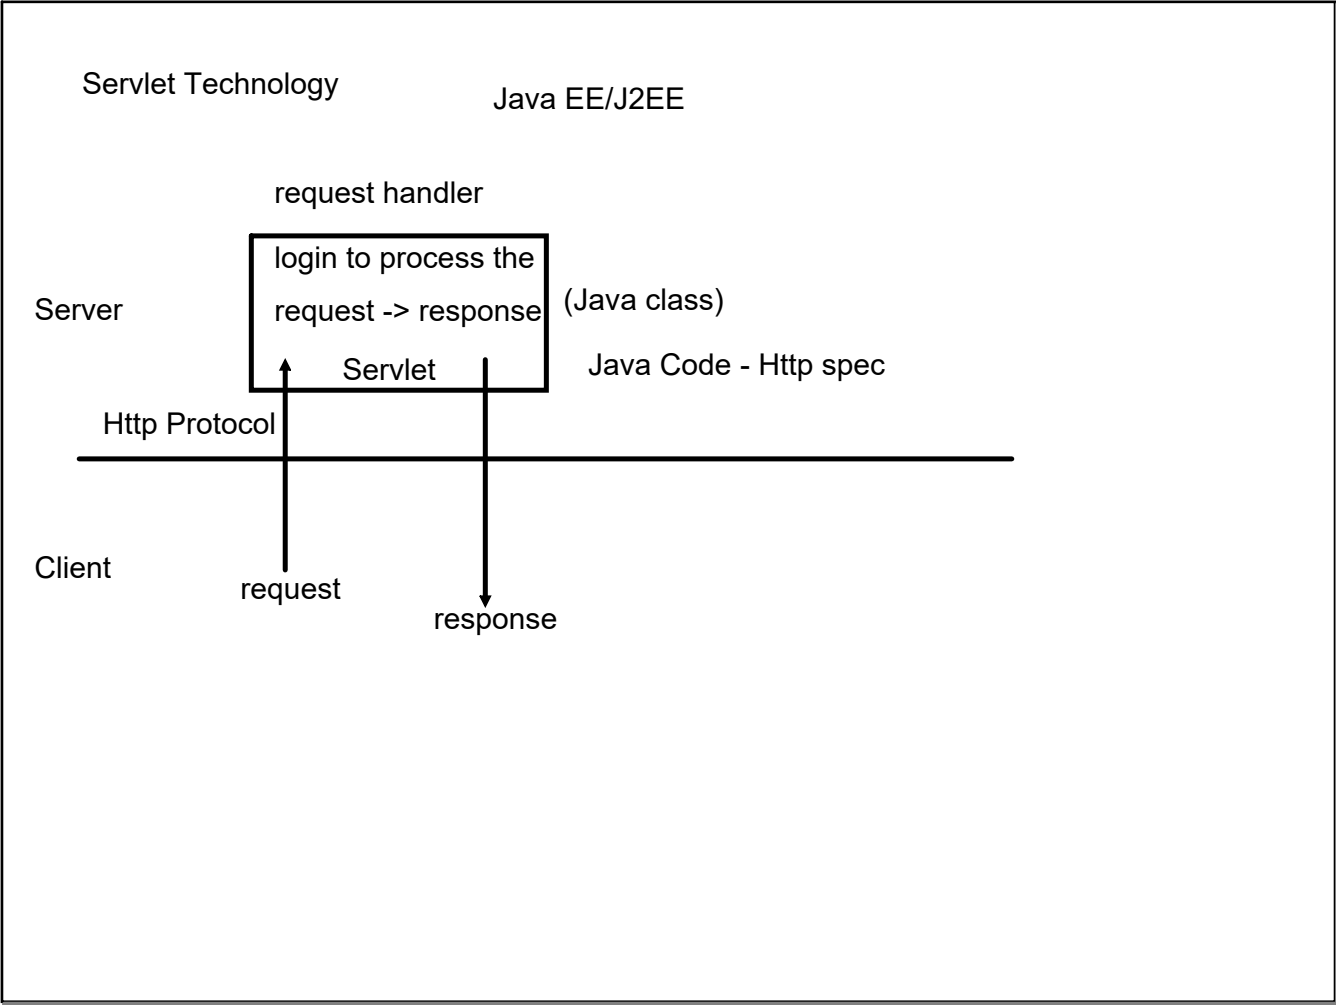 Servlet Technology
Java EE/J2EE
request handler
login to process the
request -> response
(Java class)
Server
Servlet
Java Code - Http spec
Http Protocol
Client
request
response